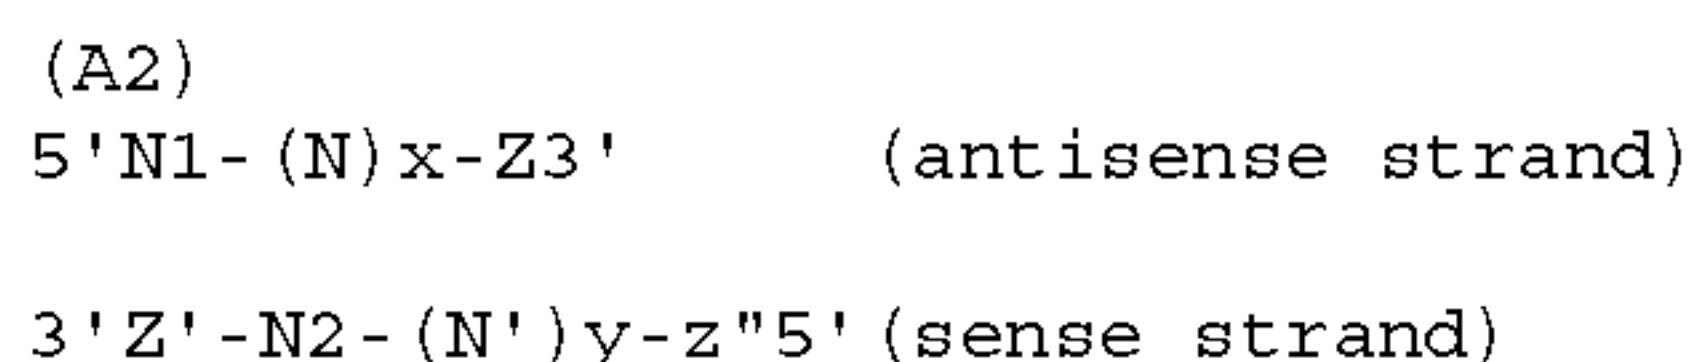 (A2)
5'N1-(N)x-Z3' (antisense strand)
3'Z'-N2-(N')y-z"5' (sense strand)